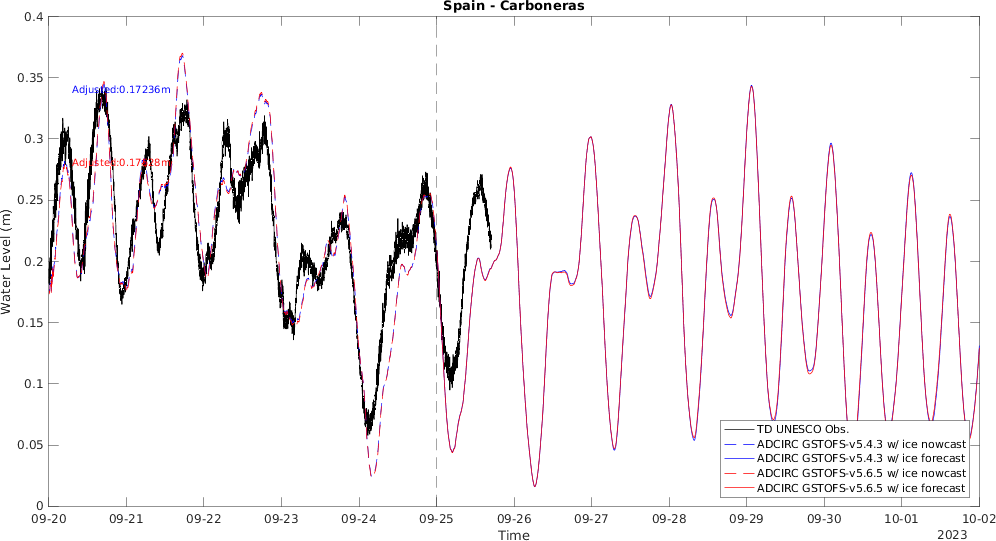 Spain - Carboneras
0.4
0.35
0.3
0.25
0.2
0.15
0.1
0.05
0
Water Level (m)
Adjusted:0.17236m
TD UNESCO Obs.
ADCIRC GSTOFS-v5.4.3 w/ ice nowcast
ADCIRC GSTOFS-v5.4.3 w/ ice forecast
ADCIRC GSTOFS-v5.6.5 w/ ice nowcast
ADCIRC GSTOFS-v5.6.5 w/ ice forecast
09-20 09-21 09-22 09-23 09-24 09-25 09-26 09-27 09-28 09-29 09-30 10-01 10-02
Time
2023